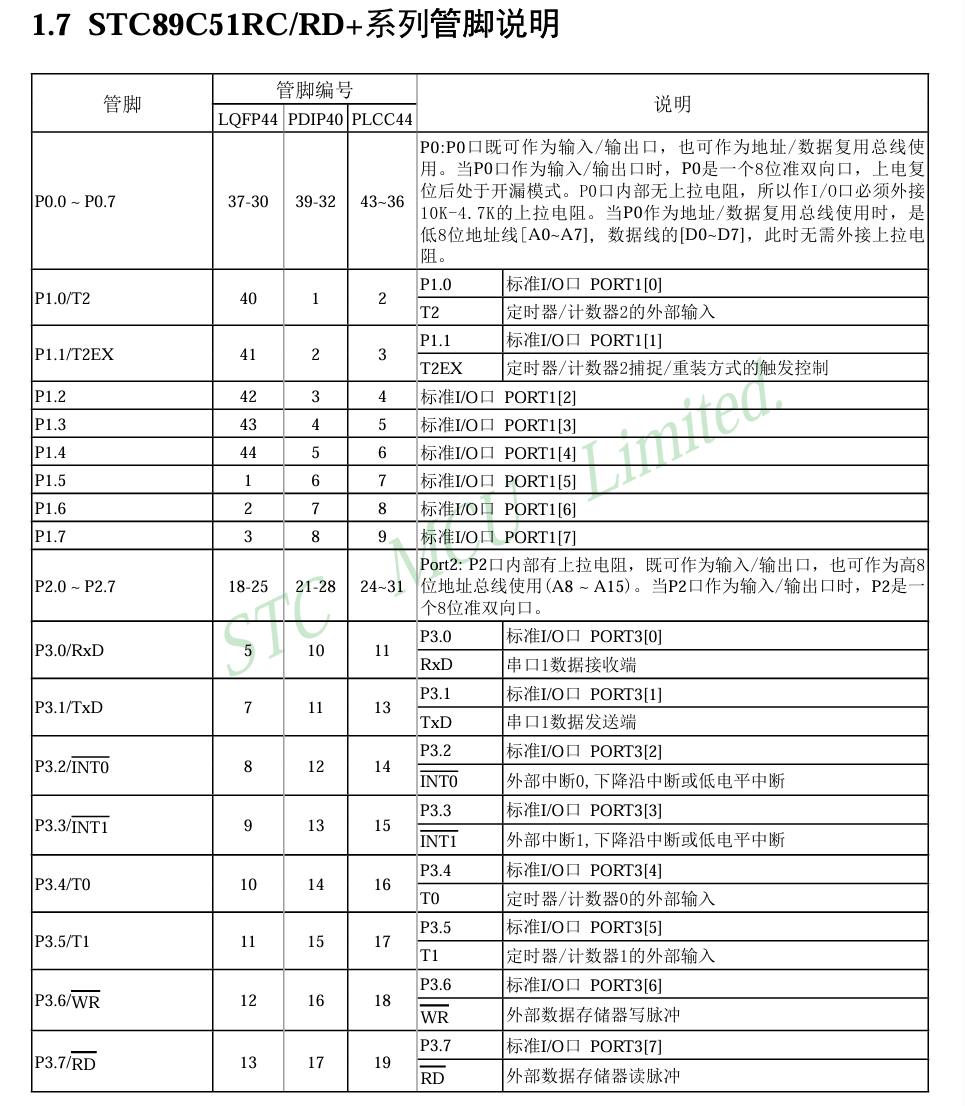 1.7 STC89C51RC/RD+系列管脚说明
管脚 管脚编号 说明
LQFP44 PDIP40 PLCC44
P0.0 ~ P0.7 37-30 39-32 43~36
P0:P0口既可作为输入/输出口，也可作为地址/数据复用总线使
用。当P0口作为输入/输出口时，P0是一个8位准双向口，上电复
位后处于开漏模式。P0口内部无上拉电阻，所以作I/O口必须外接
10K-4.7K的上拉电阻。当P0作为地址/数据复用总线使用时，是
低8位地址线[A0~A7]，数据线的[D0~D7]，此时无需外接上拉电
阻。
P1.0/T2 40 1 2
P1.0 标准I/O口 PORT1[0]
T2 定时器/计数器2的外部输入
P1.1/T2EX 41 2 3
P1.1 标准I/O口 PORT1[1]
T2EX 定时器/计数器2捕捉/重装方式的触发控制
P1.2 42 3 4 标准I/O口 PORT1[2]
P1.3 43 4 5 标准I/O口 PORT1[3]
P1.4 44 5 6 标准I/O口 PORT1[4]
P1.5 1 6 7 标准I/O口 PORT1[5]
P1.6 2 7 8 标准I/O口 PORT1[6]
P1.7 3 8 9 标准I/O口 PORT1[7]
P2.0 ~ P2.7 18-25 21-28 24~31
Port2: P2口内部有上拉电阻，既可作为输入/输出口，也可作为高8
位地址总线使用(A8 ~ A15)。当P2口作为输入/输出口时，P2是一
个8位准双向口。
P3.0/RxD 5 10 11
P3.0 标准I/O口 PORT3[0]
RxD 串口1数据接收端
P3.1/TxD 7 11 13
P3.1 标准I/O口 PORT3[1]
TxD 串口1数据发送端
P3.2/INT0 8 12 14
P3.2 标准I/O口 PORT3[2]
INT0 外部中断0,下降沿中断或低电平中断
P3.3/INT1 9 13 15
P3.3 标准I/O口 PORT3[3]
INT1 外部中断1,下降沿中断或低电平中断
P3.4/T0 10 14 16
P3.4 标准I/O口 PORT3[4]
T0 定时器/计数器0的外部输入
P3.5/T1 11 15 17
P3.5 标准I/O口 PORT3[5]
T1 定时器/计数器1的外部输入
P3.6/WR 12 16 18
P3.6 标准I/O口 PORT3[6]
WR 外部数据存储器写脉冲
P3.7/RD 13 17 19
P3.7 标准I/O口 PORT3[7]
RD 外部数据存储器读脉冲
STC MCU Limited.